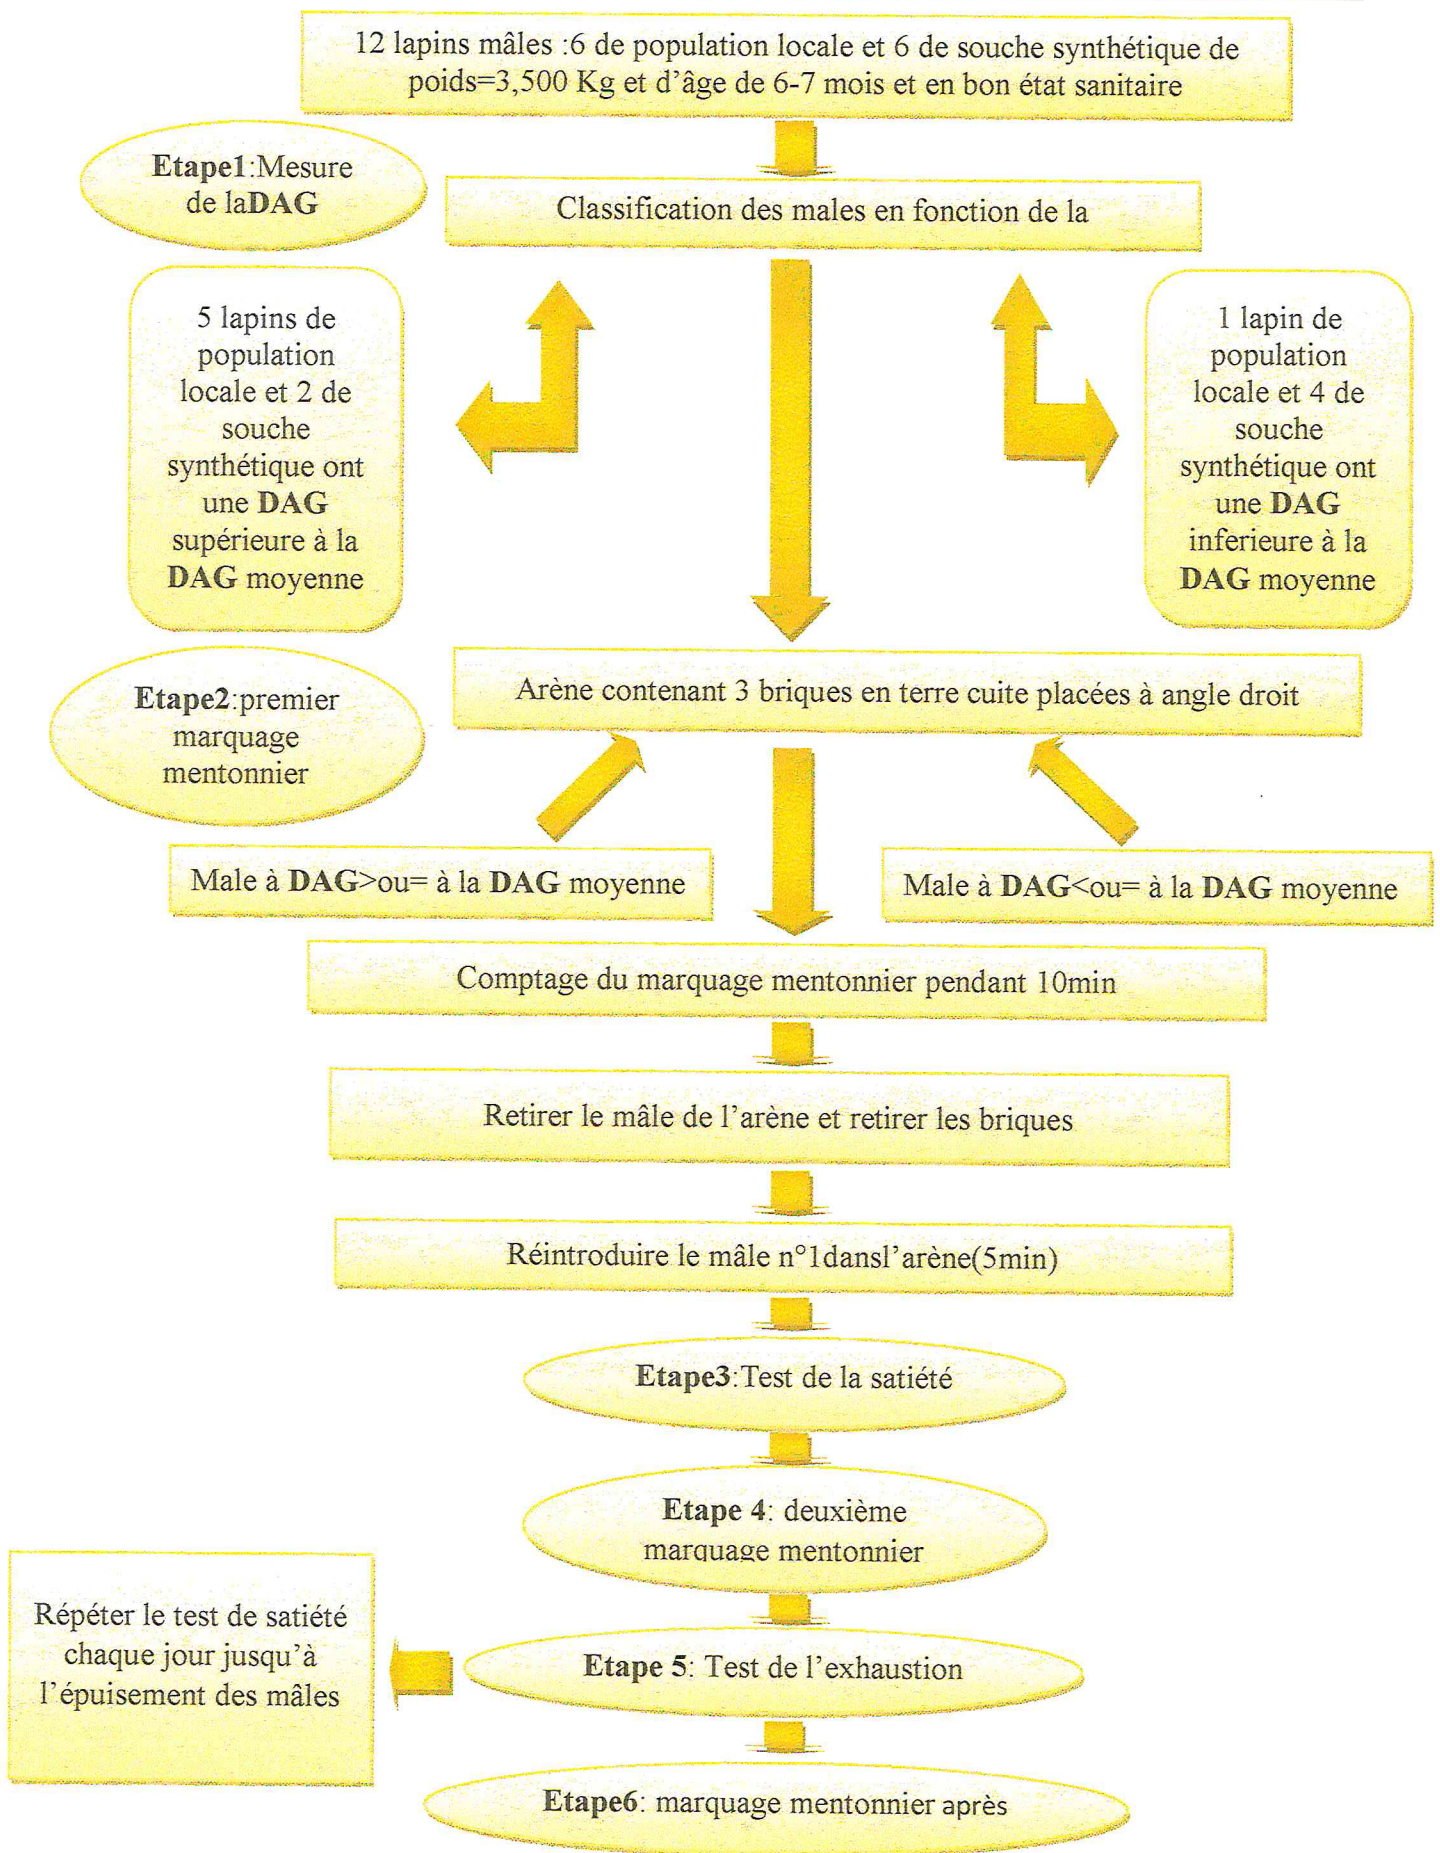 12 lapins mâles :6 de population locale et 6 de souche synthétique de
poids=3,500 Kg et d'âge de 6-7 mois et en bon état sanitaire
Etape1:Mesure
de laDAG
Classification des males en fonction de la
5 lapins de
population
locale et 2 de
souche
synthétique ont
une DAG
supérieure à la
DAG moyenne
1 lapin de
population
locale et 4 de
souche
synthétique ont
une DAG
inferieure à la
DAG moyenne
Etape2:premier
marquage
mentonnier
Arène contenant 3 briques en terre cuite placées à angle droit
Male à DAG>ou= à la DAG moyenne
Male à DAG<ou= à la DAG moyenne
Comptage du marquage mentonnier pendant 10min
Retirer le mâle de l'arène et retirer les briques
Réintroduire le mâle n°1dansl'arène(5min)
Etape3:Test de la satiété
Etape 4: deuxième
marquage mentonnier
Répéter le test de satiété
chaque jour jusqu'à
l'épuisement des mâles
Etape 5: Test de l'exhaustion
Etape6: marquage mentonnier après